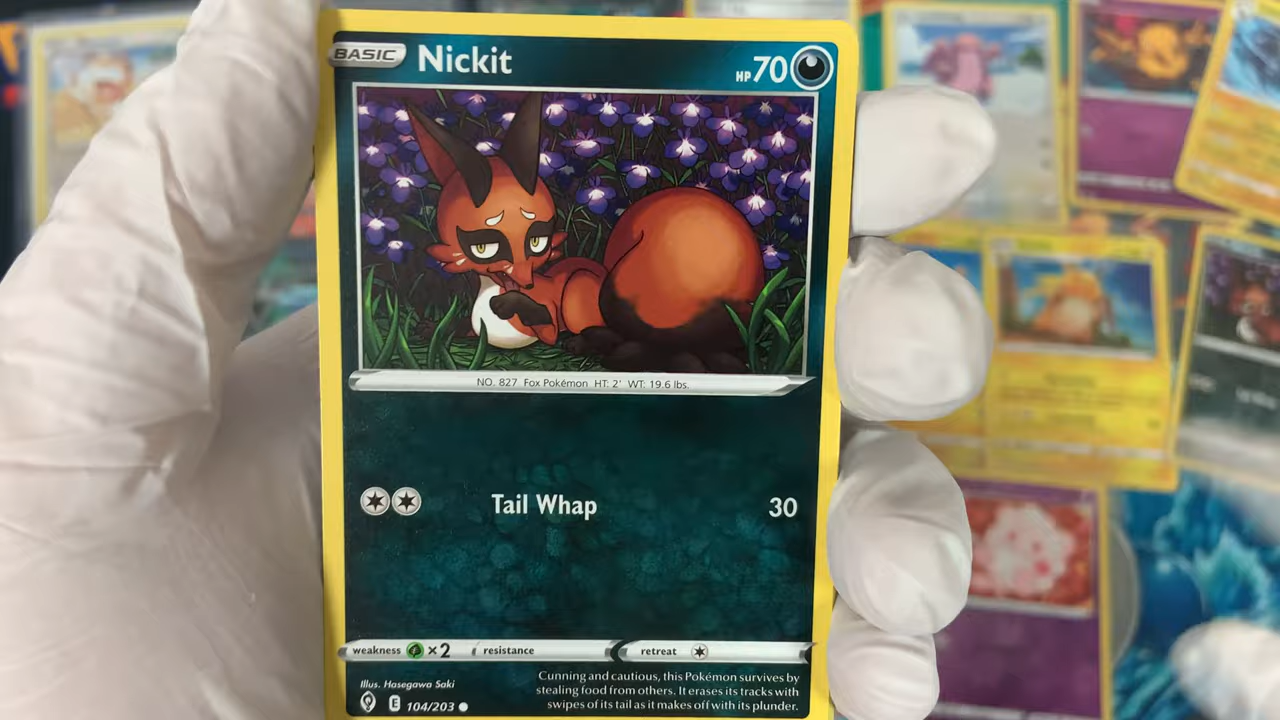 BASIC Nickit HP 70
NO. 827 Fox Pokémon HT: 2' WT: 19.6 lbs.
Tail Whap 30
weakness ×2 resistance retreat
Illus. Hasegawa Saki
E 104/203
Cunning and cautious, this Pokémon survives by
stealing food from others. It erases its tracks with
swipes of its tail as it makes off with its plunder.